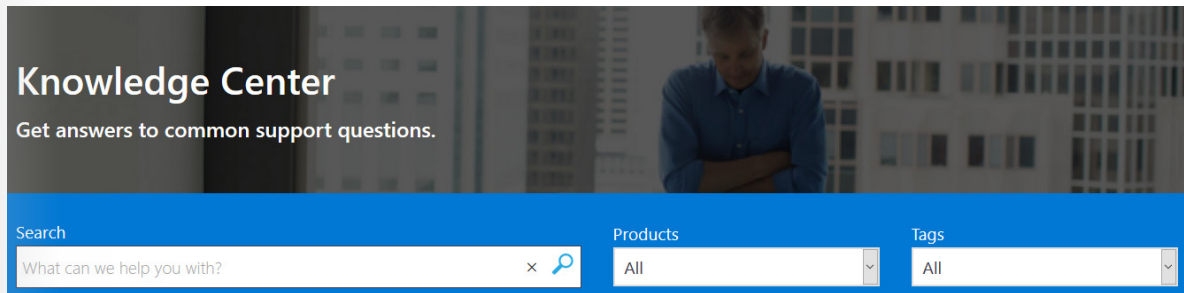 Knowledge Center
Get answers to common support questions.
Search
Products
Tags
What can we help you with?
All
All